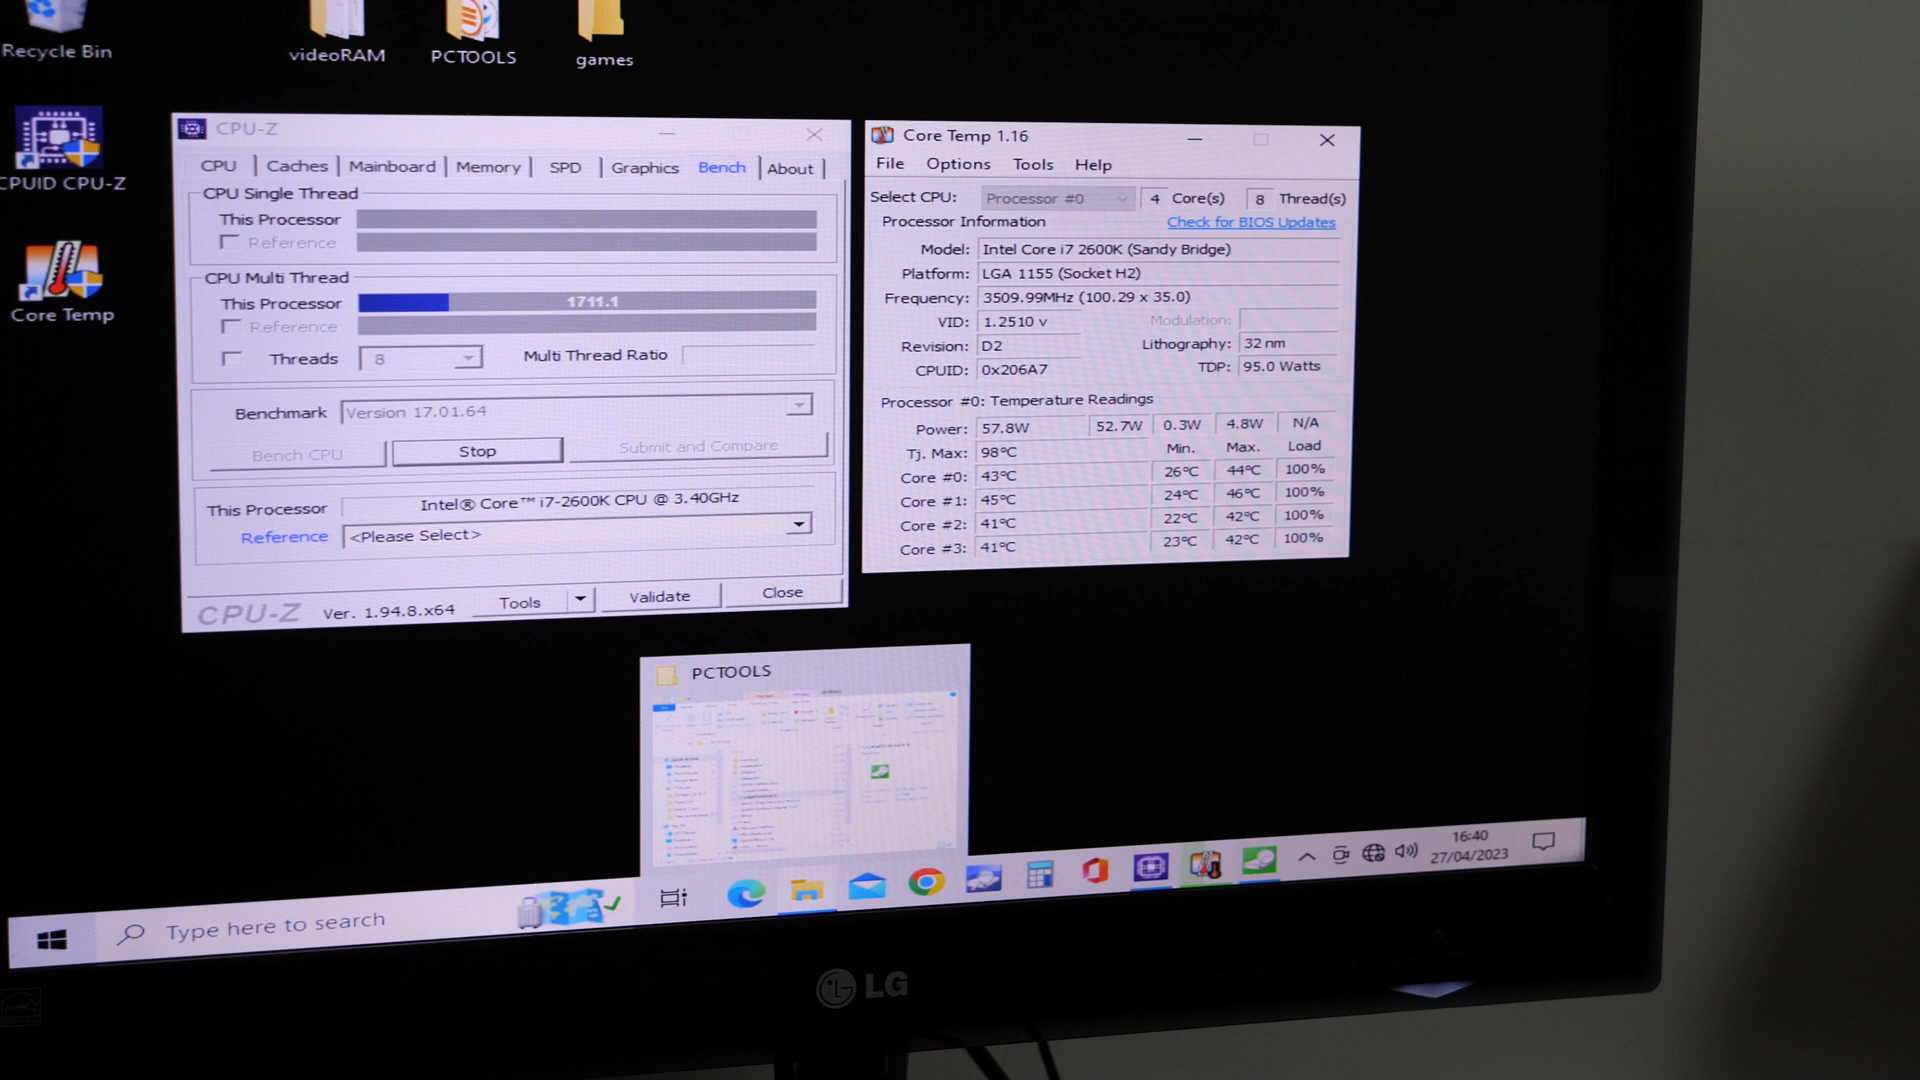 Recycle Bin
videoRAM
PCTOOLS
games
CPUID CPU-Z
Core Temp
CPU-Z
CPU Caches Mainboard Memory SPD Graphics Bench About
CPU Single Thread
This Processor
Reference
CPU Multi Thread
This Processor 1711.1
Reference
Threads 8 Multi Thread Ratio
Benchmark Version 17.01.64
Bench CPU Stop Submit and Compare
This Processor Intel® Core™ i7-2600K CPU @ 3.40GHz
Reference <Please Select>
CPU-Z Ver. 1.94.8.x64 Tools Validate Close
Core Temp 1.16
File Options Tools Help
Select CPU: Processor #0 4 Core(s) 8 Thread(s)
Processor Information Check for BIOS Updates
Model: Intel Core i7 2600K (Sandy Bridge)
Platform: LGA 1155 (Socket H2)
Frequency: 3509.99MHz (100.29 x 35.0)
VID: 1.2510 v Modulation:
Revision: D2 Lithography: 32 nm
CPUID: 0x206A7 TDP: 95.0 Watts
Processor #0: Temperature Readings
Power: 57.8W 52.7W 0.3W 4.8W N/A
Tj. Max: 98°C Min. Max. Load
Core #0: 43°C 26°C 44°C 100%
Core #1: 45°C 24°C 46°C 100%
Core #2: 41°C 22°C 42°C 100%
Core #3: 41°C 23°C 42°C 100%
PCTOOLS
Type here to search
16:40
27/04/2023
LG